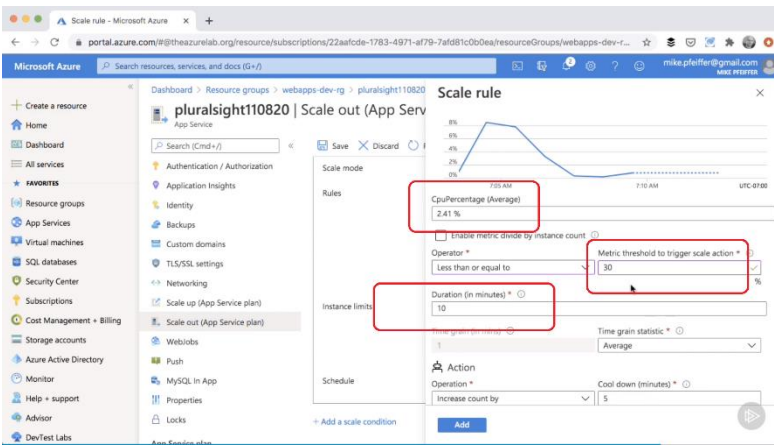 Scale rule - Microsoft Azure
portal.azure.com/#@theazurelab.org/resource/subscriptions/22aafcde-1783-4971-af79-7afd81c0b0ea/resourceGroups/webapps-dev-r...
Microsoft Azure
Search resources, services, and docs (G+/)
mike.pfeiffer@gmail.com
MIKE PFEIFFER
Create a resource
Home
Dashboard
All services
FAVORITES
Resource groups
App Services
Virtual machines
SQL databases
Security Center
Subscriptions
Cost Management + Billing
Storage accounts
Azure Active Directory
Monitor
Help + support
Advisor
DevTest Labs
Dashboard > Resource groups > webapps-dev-rg > pluralsight110820
pluralsight110820 | Scale out (App Serv
App Service
Search (Cmd+/)
Authentication / Authorization
Application Insights
Identity
Backups
Custom domains
TLS/SSL settings
Networking
Scale up (App Service plan)
Scale out (App Service plan)
WebJobs
Push
MySQL In App
Properties
Locks
App Service plan
Save
Discard
Scale mode
Rules
Instance limits
Schedule
+ Add a scale condition
Scale rule
8%
6%
4%
2%
0%
7:05 AM
7:10 AM
UTC-07:00
CpuPercentage (Average)
2.41 %
Enable metric divide by instance count
Operator *
Less than or equal to
Metric threshold to trigger scale action *
30
%
Duration (in minutes) *
10
Time grain (in mins)
1
Time grain statistic *
Average
Action
Operation *
Increase count by
Cool down (minutes) *
5
Add